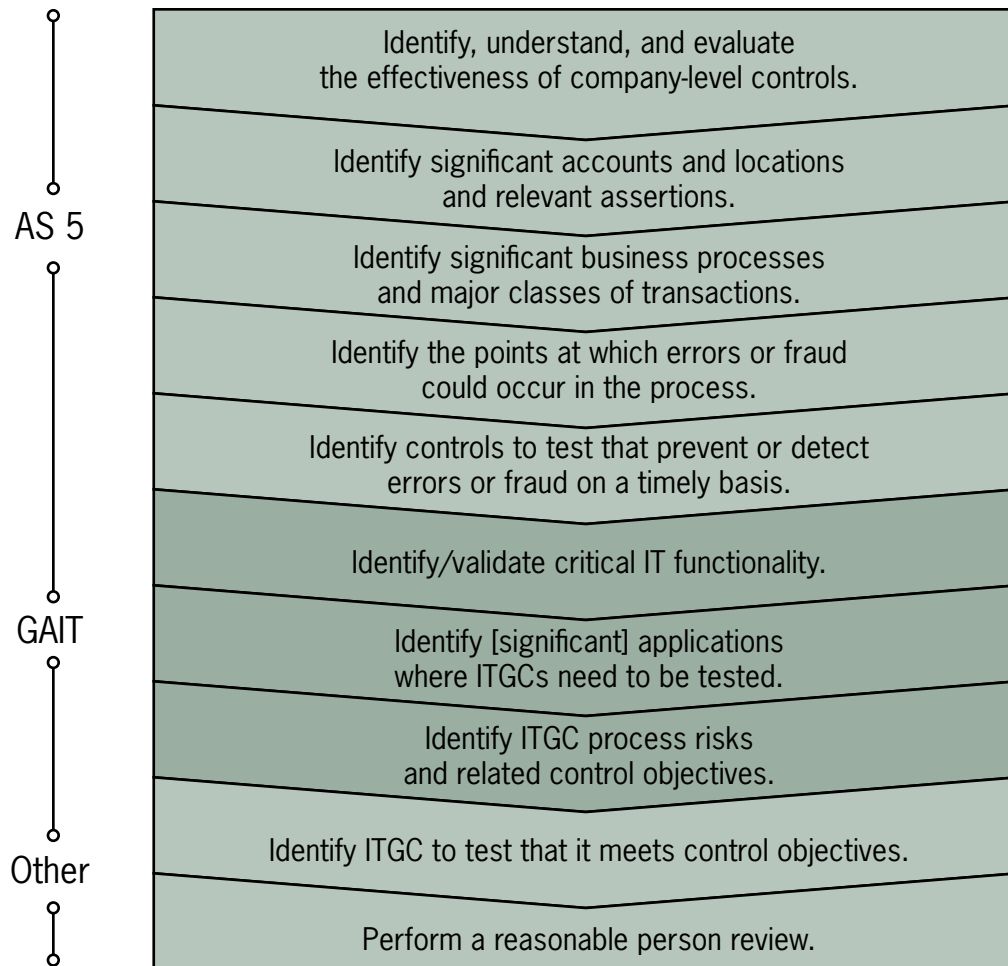 Identify, understand, and evaluate
the effectiveness of company-level controls.
Identify significant accounts and locations
and relevant assertions.
AS 5
Identify significant business processes
and major classes of transactions.
Identify the points at which errors or fraud
could occur in the process.
Identify controls to test that prevent or detect
errors or fraud on a timely basis.
Identify/validate critical IT functionality.
GAIT
Identify [significant] applications
where ITGCs need to be tested.
Identify ITGC process risks
and related control objectives.
Other
Identify ITGC to test that it meets control objectives.
Perform a reasonable person review.